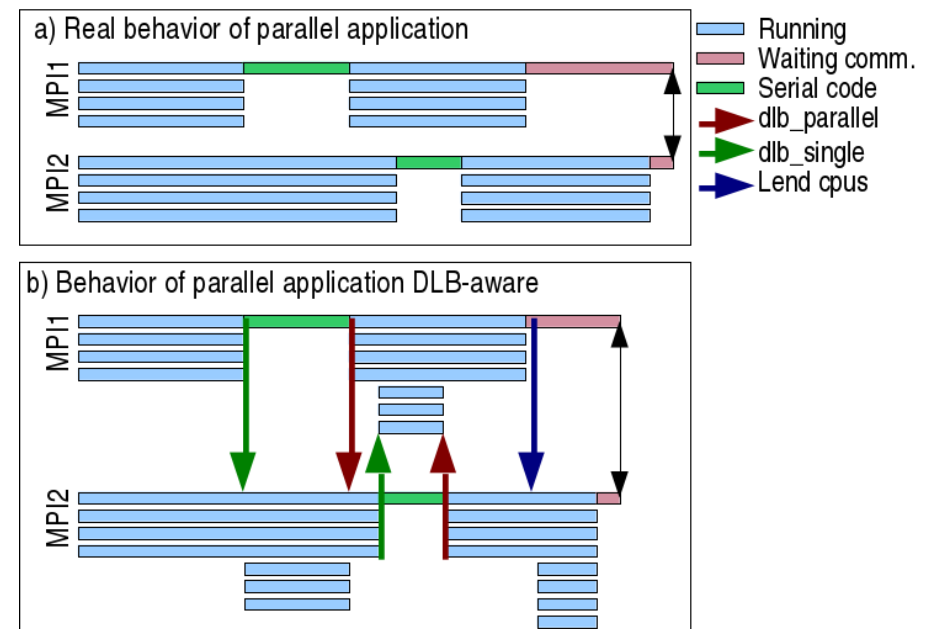 a) Real behavior of parallel application
MPI1
MPI2
Running
Waiting comm.
Serial code
dlb_parallel
dlb_single
Lend cpus
b) Behavior of parallel application DLB-aware
MPI1
MPI2